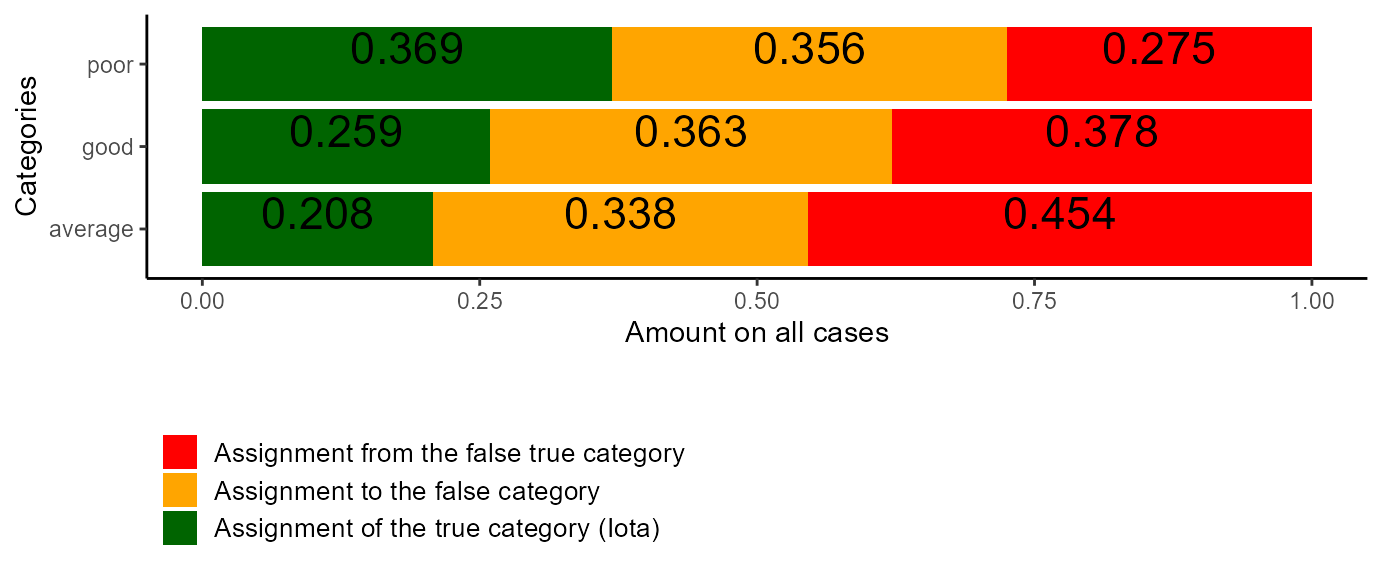 Categories
poor
0.369 0.356 0.275
good
0.259 0.363 0.378
average
0.208 0.338 0.454
0.00 0.25 0.50 0.75 1.00
Amount on all cases
Assignment from the false true category
Assignment to the false category
Assignment of the true category (Iota)